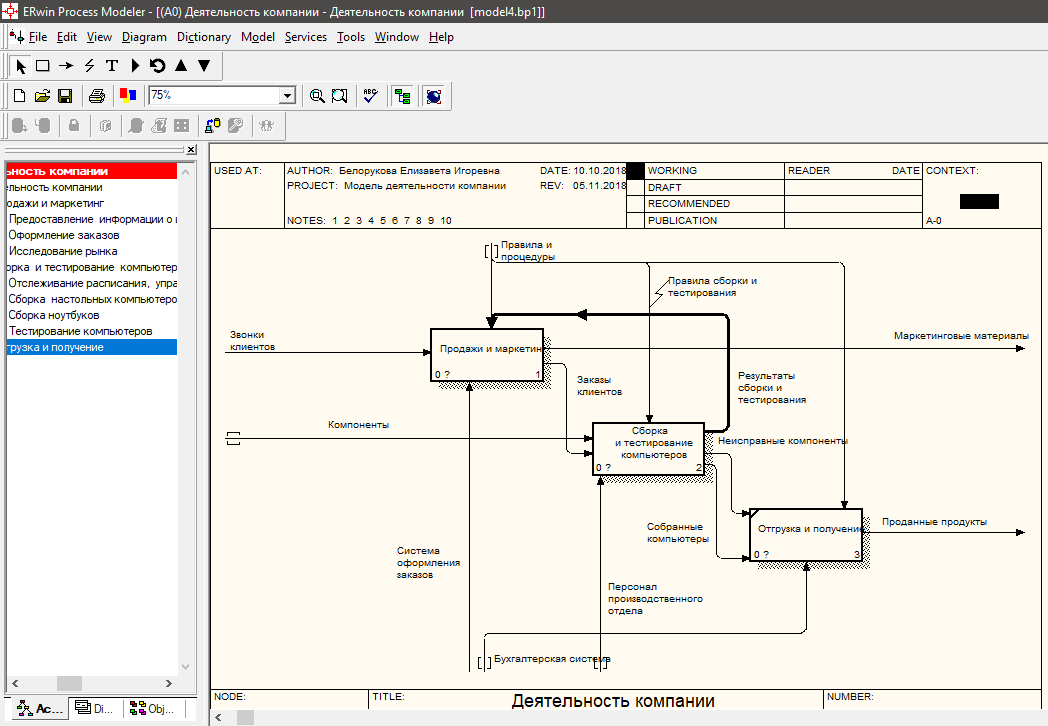 ERwin Process Modeler - [(A0) Деятельность компании - Деятельность компании [model4.bp1]]
File Edit View Diagram Dictionary Model Services Tools Window Help
75%
ABC
ьность компании
ельность компании
одажи и маркетинг
Предоставление информации о
Оформление заказов
Исследование рынка
орка и тестирование компьютер
Отслеживание расписания, упра
Сборка настольных компьютеро
Сборка ноутбуков
Тестирование компьютеров
грузка и получение
Ac... Di... Obj...
USED AT:
AUTHOR: Белорукова Елизавета Игоревна
DATE: 10.10.2018
PROJECT: Модель деятельности компании
REV: 05.11.2018
NOTES: 1 2 3 4 5 6 7 8 9 10
WORKING
DRAFT
RECOMMENDED
PUBLICATION
READER
DATE
CONTEXT:
A-0
Правила и
процедуры
Правила сборки и
тестирования
Звонки
клиентов
Продажи и маркетин
0 ?
1
Маркетинговые материалы
Заказы
клиентов
Результаты
сборки и
тестирования
Компоненты
Сборка
и тестирование
компьютеров
0 ?
2
Неисправные компоненты
Собранные
компьютеры
Отгрузка и получение
0 ?
3
Проданные продукты
Система
оформления
заказов
Персонал
производственного
отдела
Бухгалтерская система
NODE:
TITLE:
Деятельность компании
NUMBER: